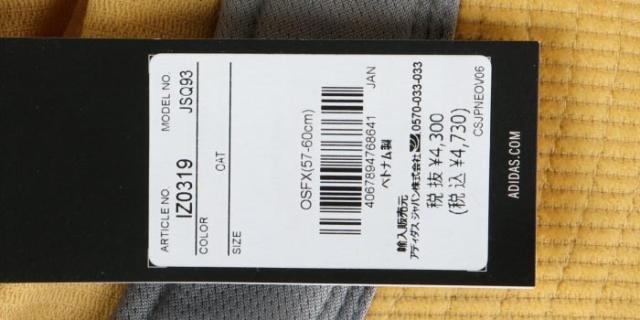 ARTICLE NO. MODEL NO.
IZ0319 JSQ93
COLOR
CAT
SIZE
OSFX(57-60cm)
JAN
4067894768641
ベトナム製
輸入販売元
アディダス ジャパン株式会社 0570-033-033
税 抜 ¥4,300
(税 込 ¥4,730)
CSJPNEOV06
ADIDAS.COM